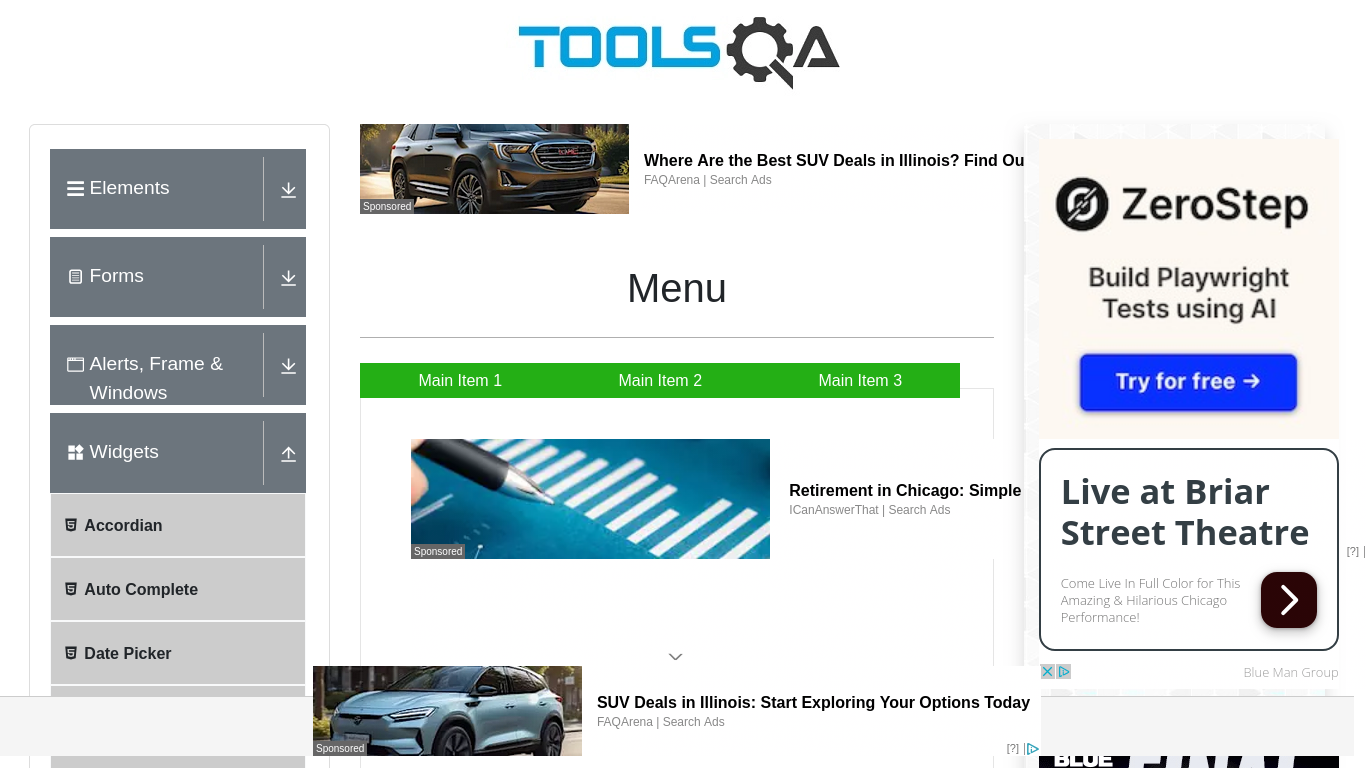 TOOLSQA
Elements
Forms
Alerts, Frame &
Windows
Widgets
Accordian
Auto Complete
Date Picker
Sponsored
Where Are the Best SUV Deals in Illinois? Find Ou
FAQArena | Search Ads
Menu
Main Item 1
Main Item 2
Main Item 3
Sponsored
Retirement in Chicago: Simple
ICanAnswerThat | Search Ads
ZeroStep
Build Playwright
Tests using AI
Try for free →
Live at Briar
Street Theatre
Come Live In Full Color for This
Amazing & Hilarious Chicago
Performance!
Blue Man Group
[?]
Sponsored
SUV Deals in Illinois: Start Exploring Your Options Today
FAQArena | Search Ads
[?]
BLUE
FINAL